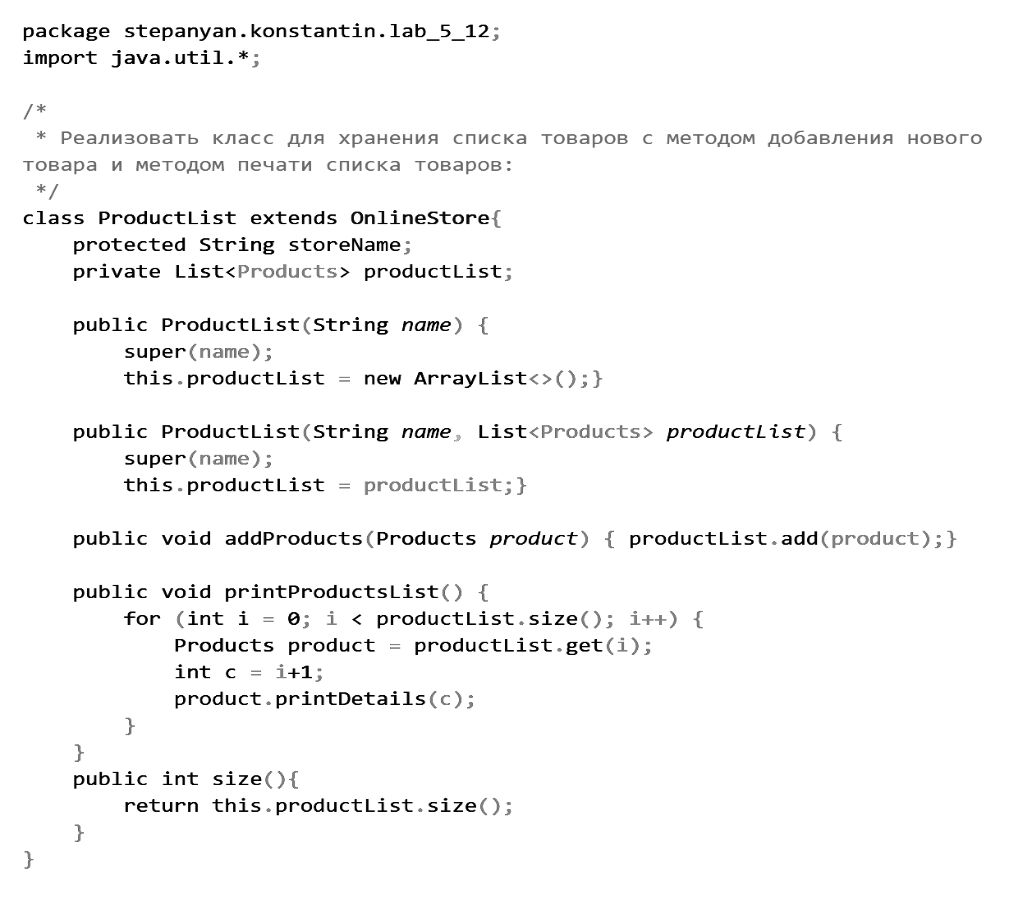 package stepanyan.konstantin.lab_5_12;
import java.util.*;
/*
 * Реализовать класс для хранения списка товаров с методом добавления нового
товара и методом печати списка товаров:
 */
class ProductList extends OnlineStore{
    protected String storeName;
    private List<Products> productList;
    public ProductList(String name) {
        super(name);
        this.productList = new ArrayList<>();}
    public ProductList(String name, List<Products> productList) {
        super(name);
        this.productList = productList;}
    public void addProducts(Products product) { productList.add(product);}
    public void printProductsList() {
        for (int i = 0; i < productList.size(); i++) {
            Products product = productList.get(i);
            int c = i+1;
            product.printDetails(c);
        }
    }
    public int size(){
        return this.productList.size();
    }
}